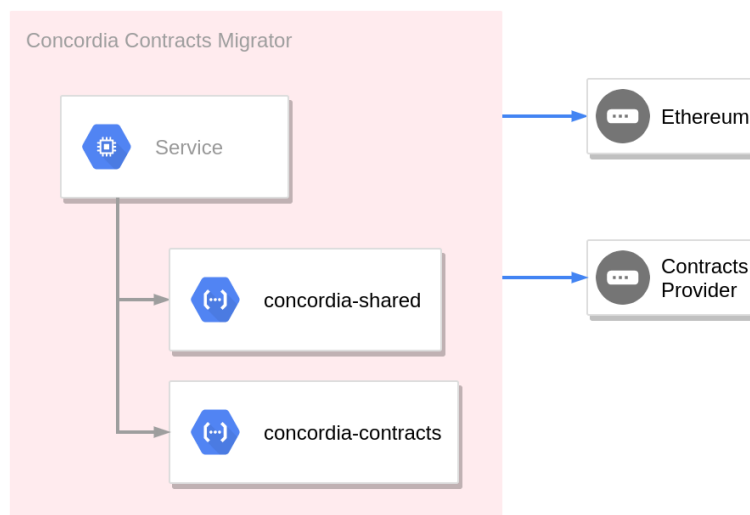 Concordia Contracts Migrator
Service
concordia-shared
concordia-contracts
Ethereum
Contracts
Provider